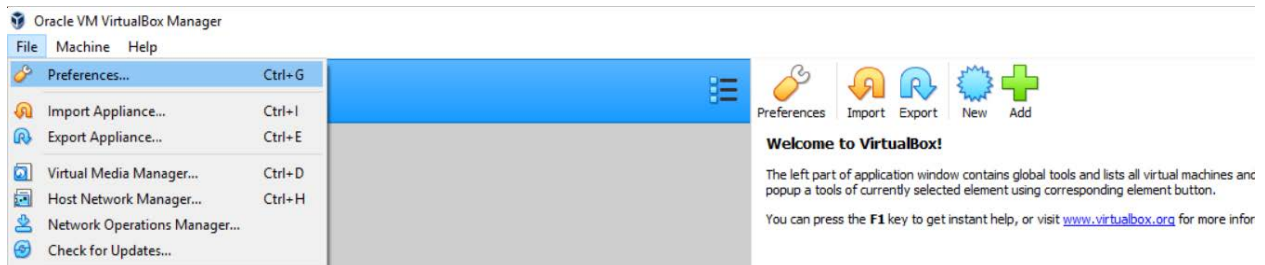 Oracle VM VirtualBox Manager
File Machine Help
Preferences... Ctrl+G
Import Appliance... Ctrl+I
Export Appliance... Ctrl+E
Virtual Media Manager... Ctrl+D
Host Network Manager... Ctrl+H
Network Operations Manager...
Check for Updates...
Preferences Import Export New Add
Welcome to VirtualBox!
The left part of application window contains global tools and lists all virtual machines and
popup a tools of currently selected element using corresponding element button.
You can press the F1 key to get instant help, or visit www.virtualbox.org for more infor